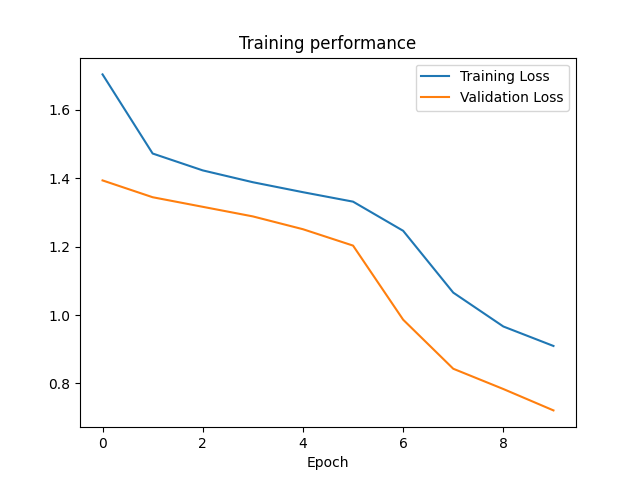 Training performance
Training Loss
Validation Loss
1.6
1.4
1.2
1.0
0.8
0 2 4 6 8
Epoch